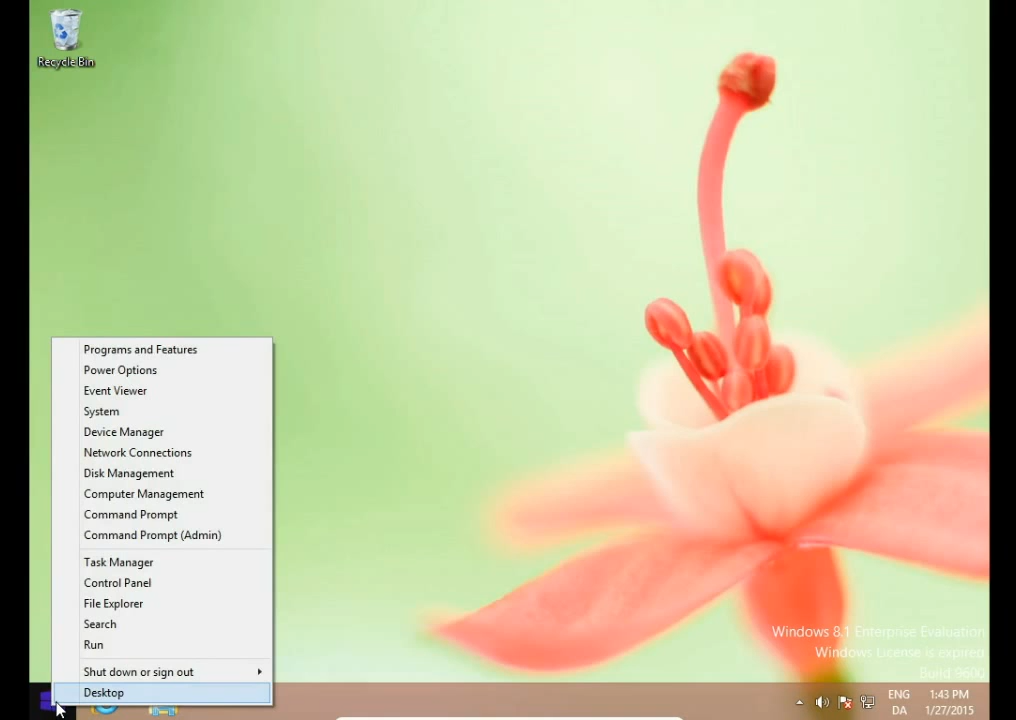 Recycle Bin
Programs and Features
Power Options
Event Viewer
System
Device Manager
Network Connections
Disk Management
Computer Management
Command Prompt
Command Prompt (Admin)
Task Manager
Control Panel
File Explorer
Search
Run
Shut down or sign out
Desktop
Windows 8.1 Enterprise Evaluation
Windows License is expired
Build 9600
ENG 1:43 PM
DA 1/27/2015